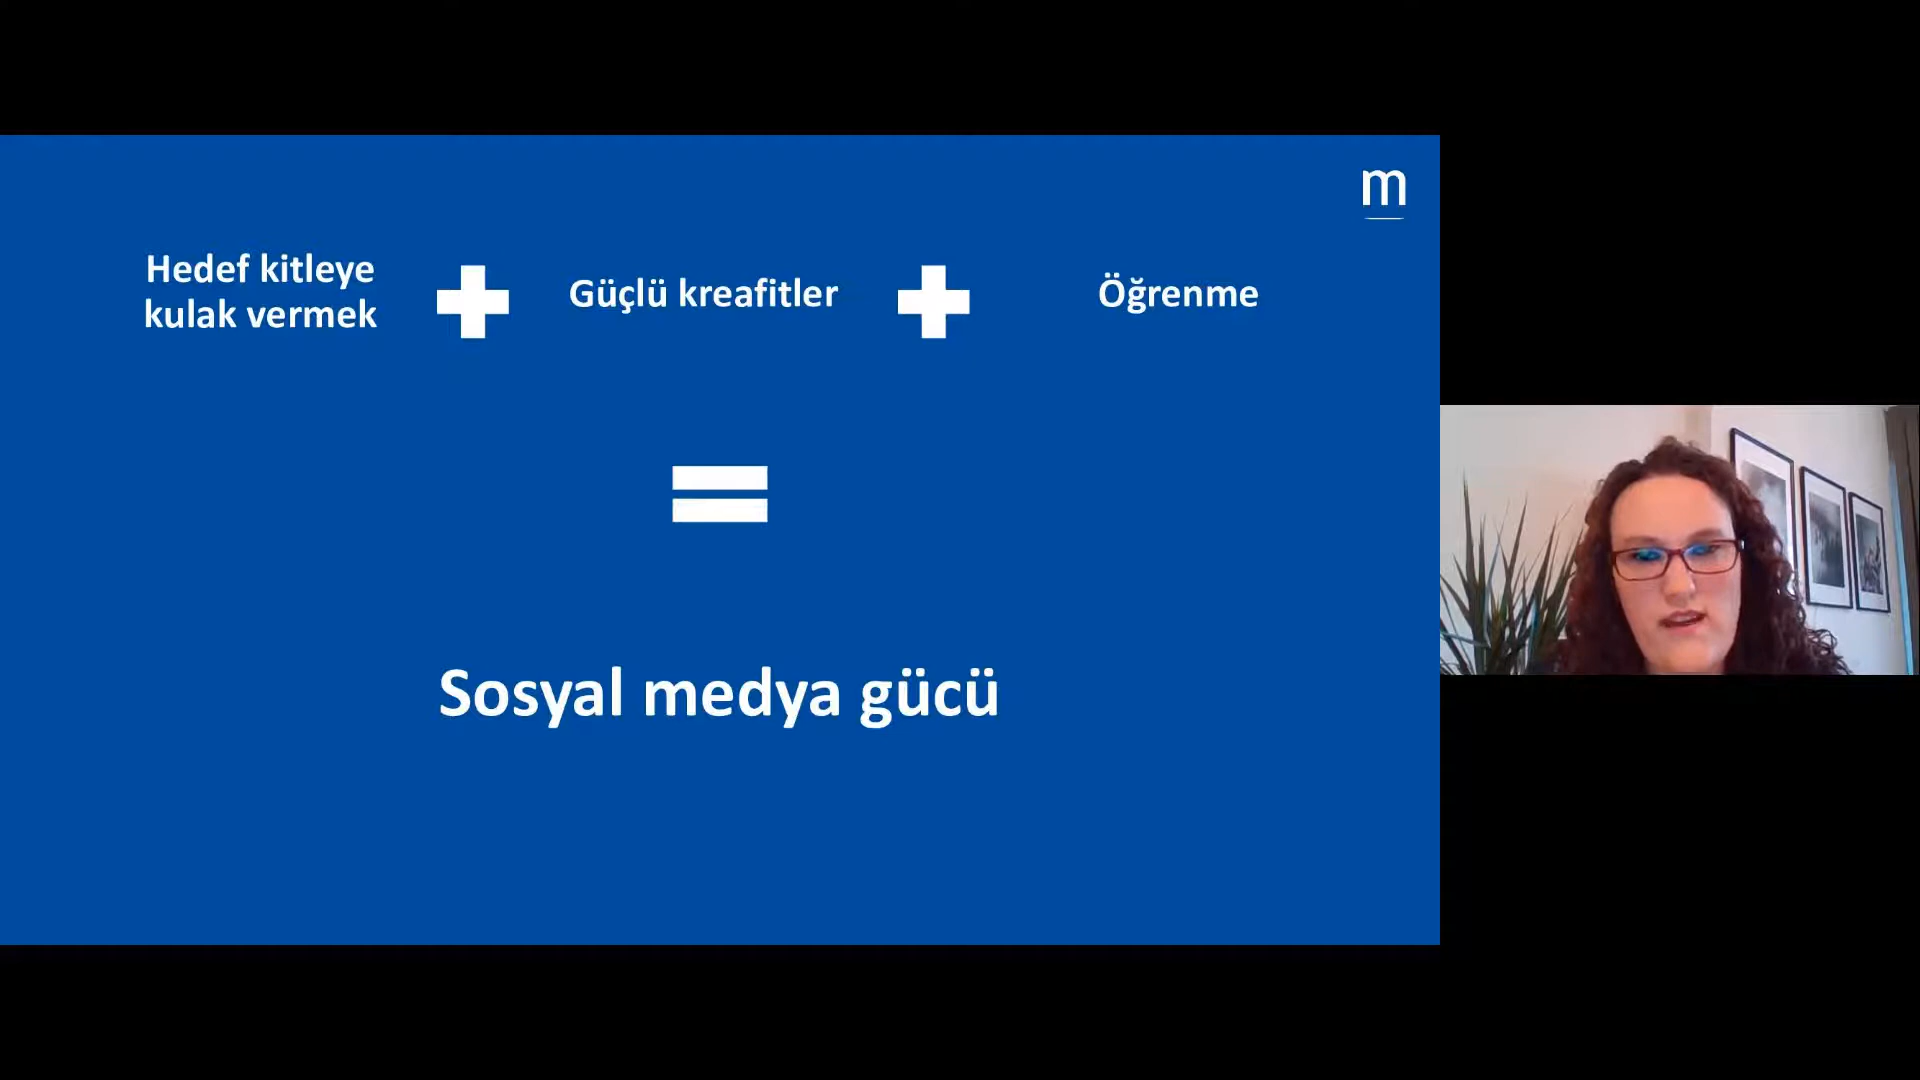 m
Hedef kitleye
kulak vermek
Güçlü kreafitler
Öğrenme
Sosyal medya gücü